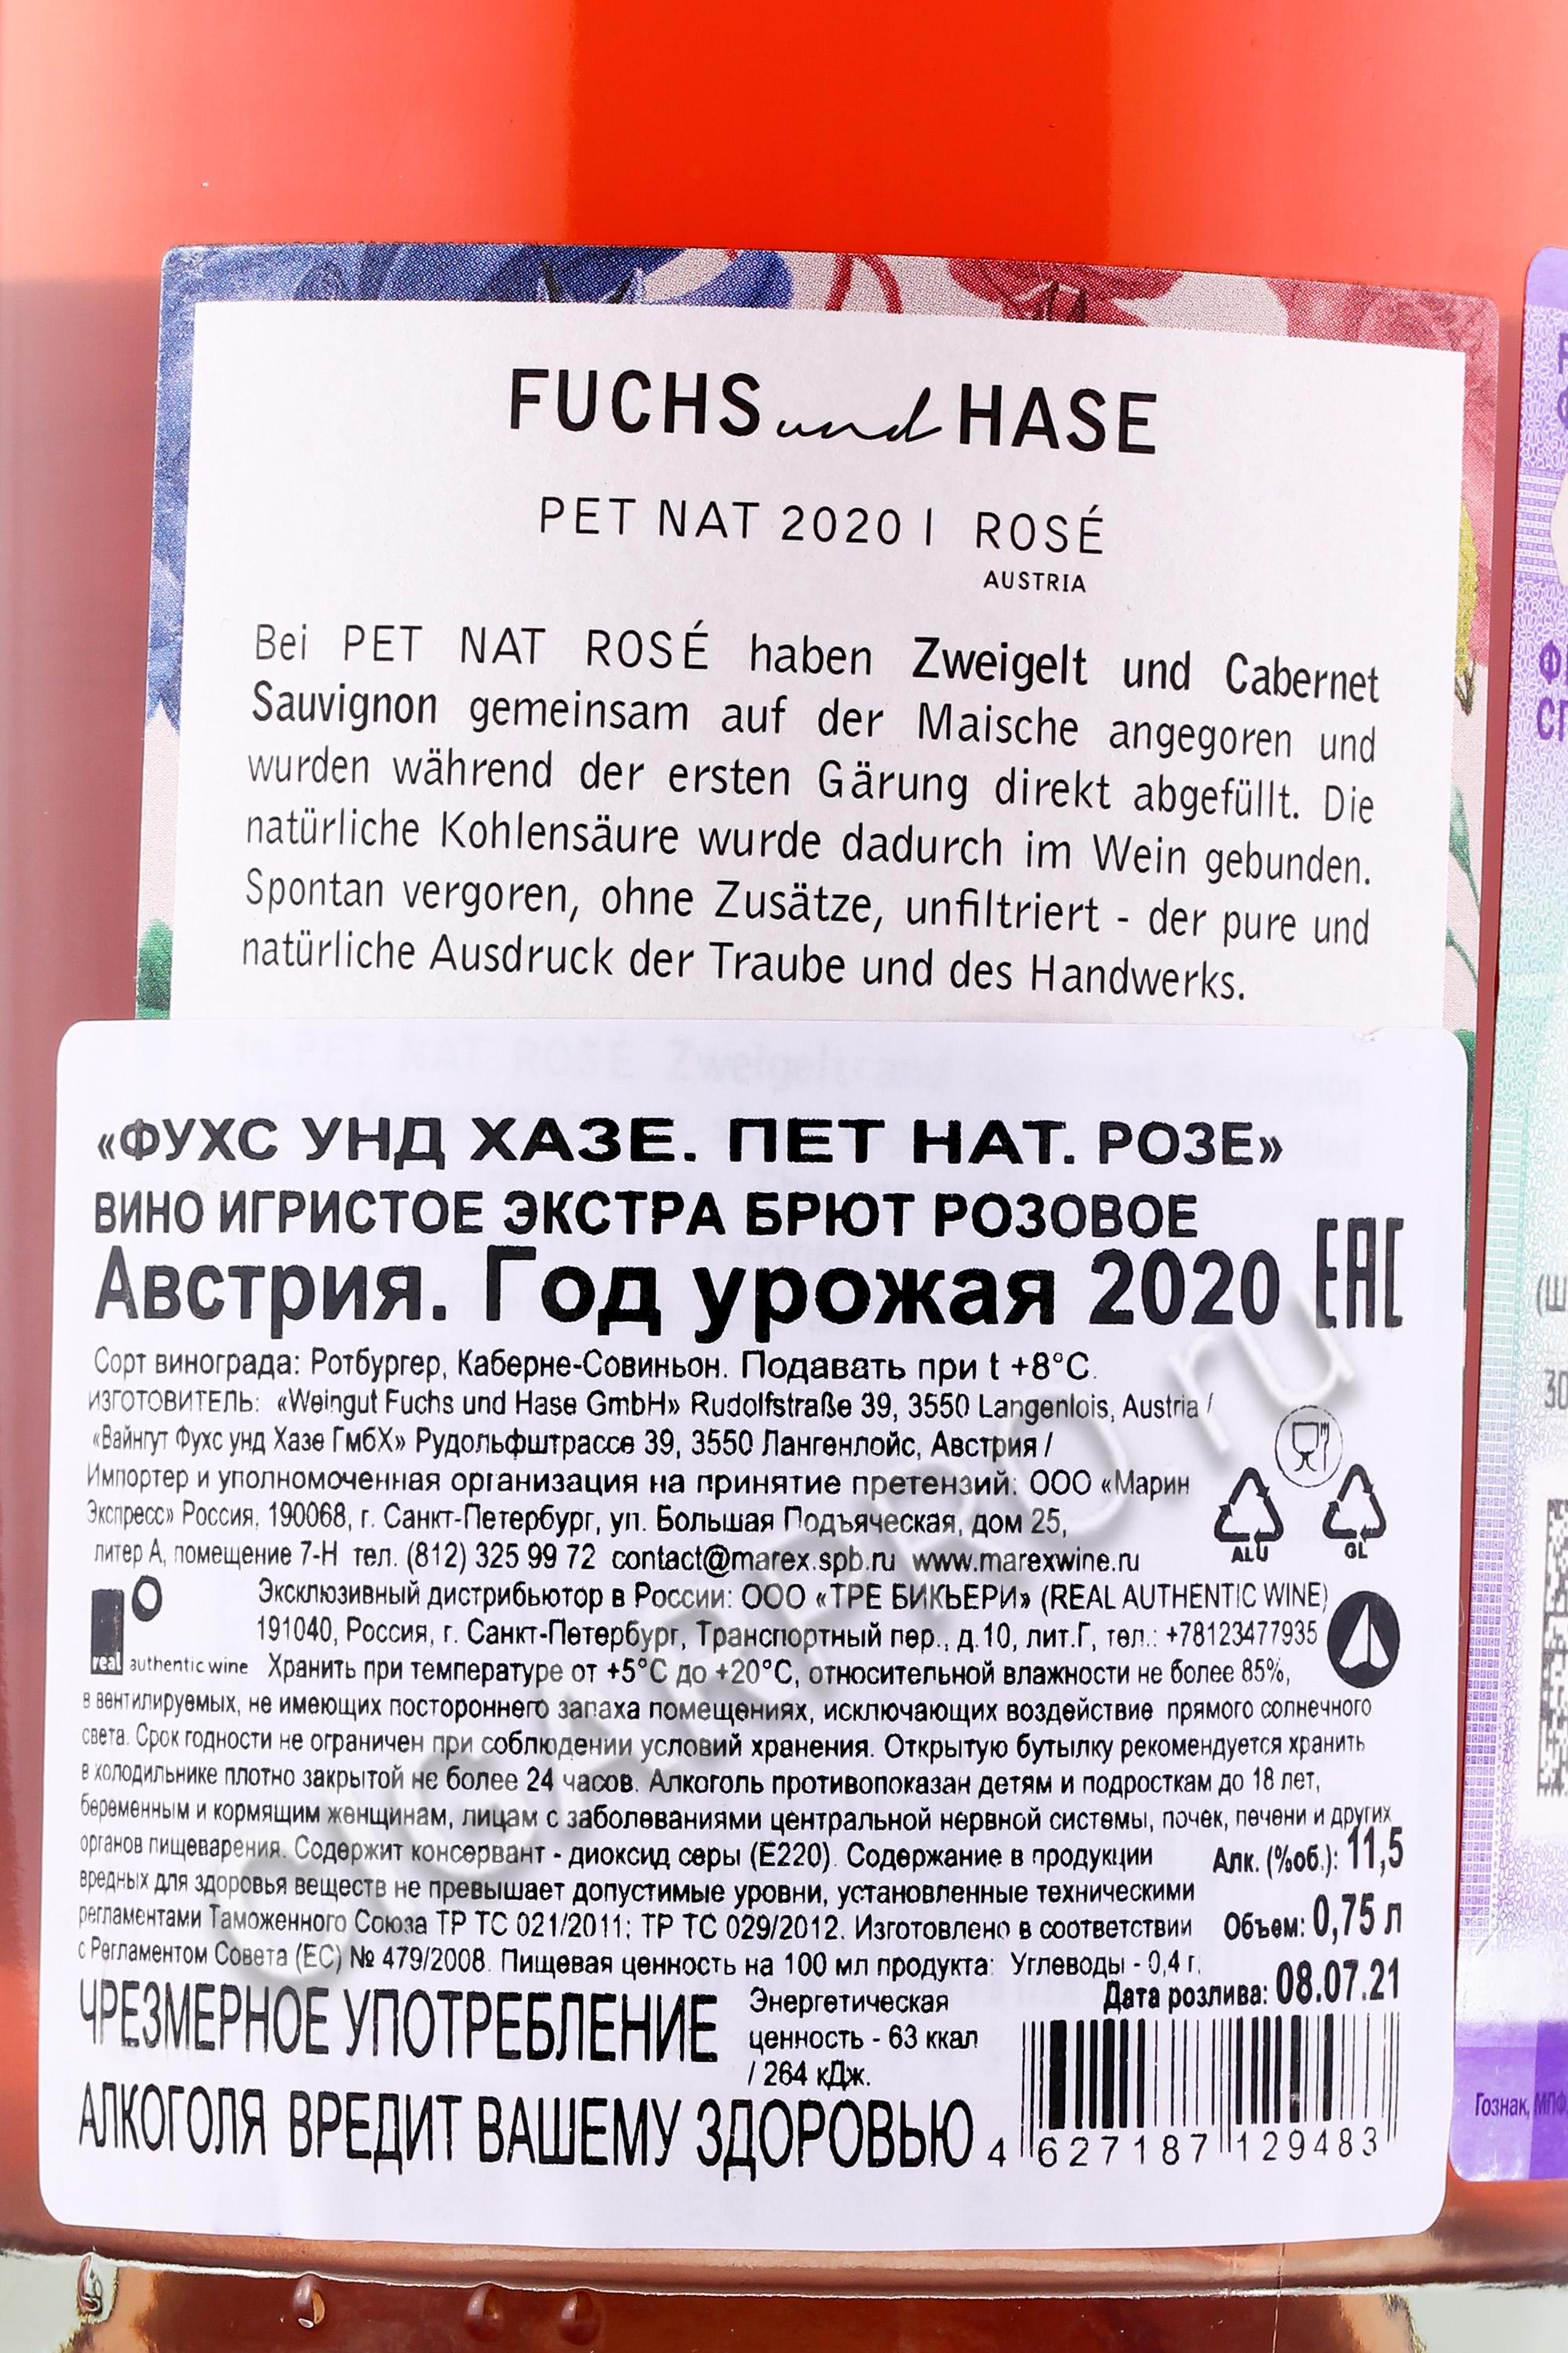 FUCHS und HASE
PET NAT 2020 | ROSÉ
AUSTRIA
Bei PET NAT ROSÉ haben Zweigelt und Cabernet
Sauvignon gemeinsam auf der Maische angegoren und
wurden während der ersten Gärung direkt abgefüllt. Die
natürliche Kohlensäure wurde dadurch im Wein gebunden.
Spontan vergoren, ohne Zusätze, unfiltriert - der pure und
natürliche Ausdruck der Traube und des Handwerks.
«ФУХС УНД ХАЗЕ. ПЕТ НАТ. РОЗЕ»
ВИНО ИГРИСТОЕ ЭКСТРА БРЮТ РОЗОВОЕ
Австрия. Год урожая 2020 EAC
Сорт винограда: Ротбургер, Каберне-Совиньон. Подавать при t +8°C.
ИЗГОТОВИТЕЛЬ: «Weingut Fuchs und Hase GmbH» Rudolfstraße 39, 3550 Langenlois, Austria /
«Вайнгут Фухс унд Хазе ГмбХ» Рудольфштрассе 39, 3550 Лангенлойс, Австрия /
Импортер и уполномоченная организация на принятие претензий: ООО «Марин
Экспресс» Россия, 190068, г. Санкт-Петербург, ул. Большая Подъяческая, дом 25,
литер А, помещение 7-Н тел. (812) 325 99 72 contact@marex.spb.ru www.marexwine.ru
ALU GL
Эксклюзивный дистрибьютор в России: ООО «ТРЕ БИКЬЕРИ» (REAL AUTHENTIC WINE)
191040, Россия, г. Санкт-Петербург, Транспортный пер., д.10, лит.Г, тел.: +78123477935
real authentic wine Хранить при температуре от +5°C до +20°C, относительной влажности не более 85%,
в вентилируемых, не имеющих постороннего запаха помещениях, исключающих воздействие прямого солнечного
света. Срок годности не ограничен при соблюдении условий хранения. Открытую бутылку рекомендуется хранить
в холодильнике плотно закрытой не более 24 часов. Алкоголь противопоказан детям и подросткам до 18 лет,
беременным и кормящим женщинам, лицам с заболеваниями центральной нервной системы, почек, печени и других
органов пищеварения. Содержит консервант - диоксид серы (E220). Содержание в продукции Алк. (%об.): 11,5
вредных для здоровья веществ не превышает допустимые уровни, установленные техническими
регламентами Таможенного Союза ТР ТС 021/2011; ТР ТС 029/2012. Изготовлено в соответствии Объем: 0,75 л
с Регламентом Совета (ЕС) № 479/2008. Пищевая ценность на 100 мл продукта: Углеводы - 0,4 г.
Дата розлива: 08.07.21
Энергетическая
ценность - 63 ккал
/ 264 кДж.
ЧРЕЗМЕРНОЕ УПОТРЕБЛЕНИЕ
АЛКОГОЛЯ ВРЕДИТ ВАШЕМУ ЗДОРОВЬЮ
4 627187 129483
Гознак, МПФ
CIGARPRO.ru